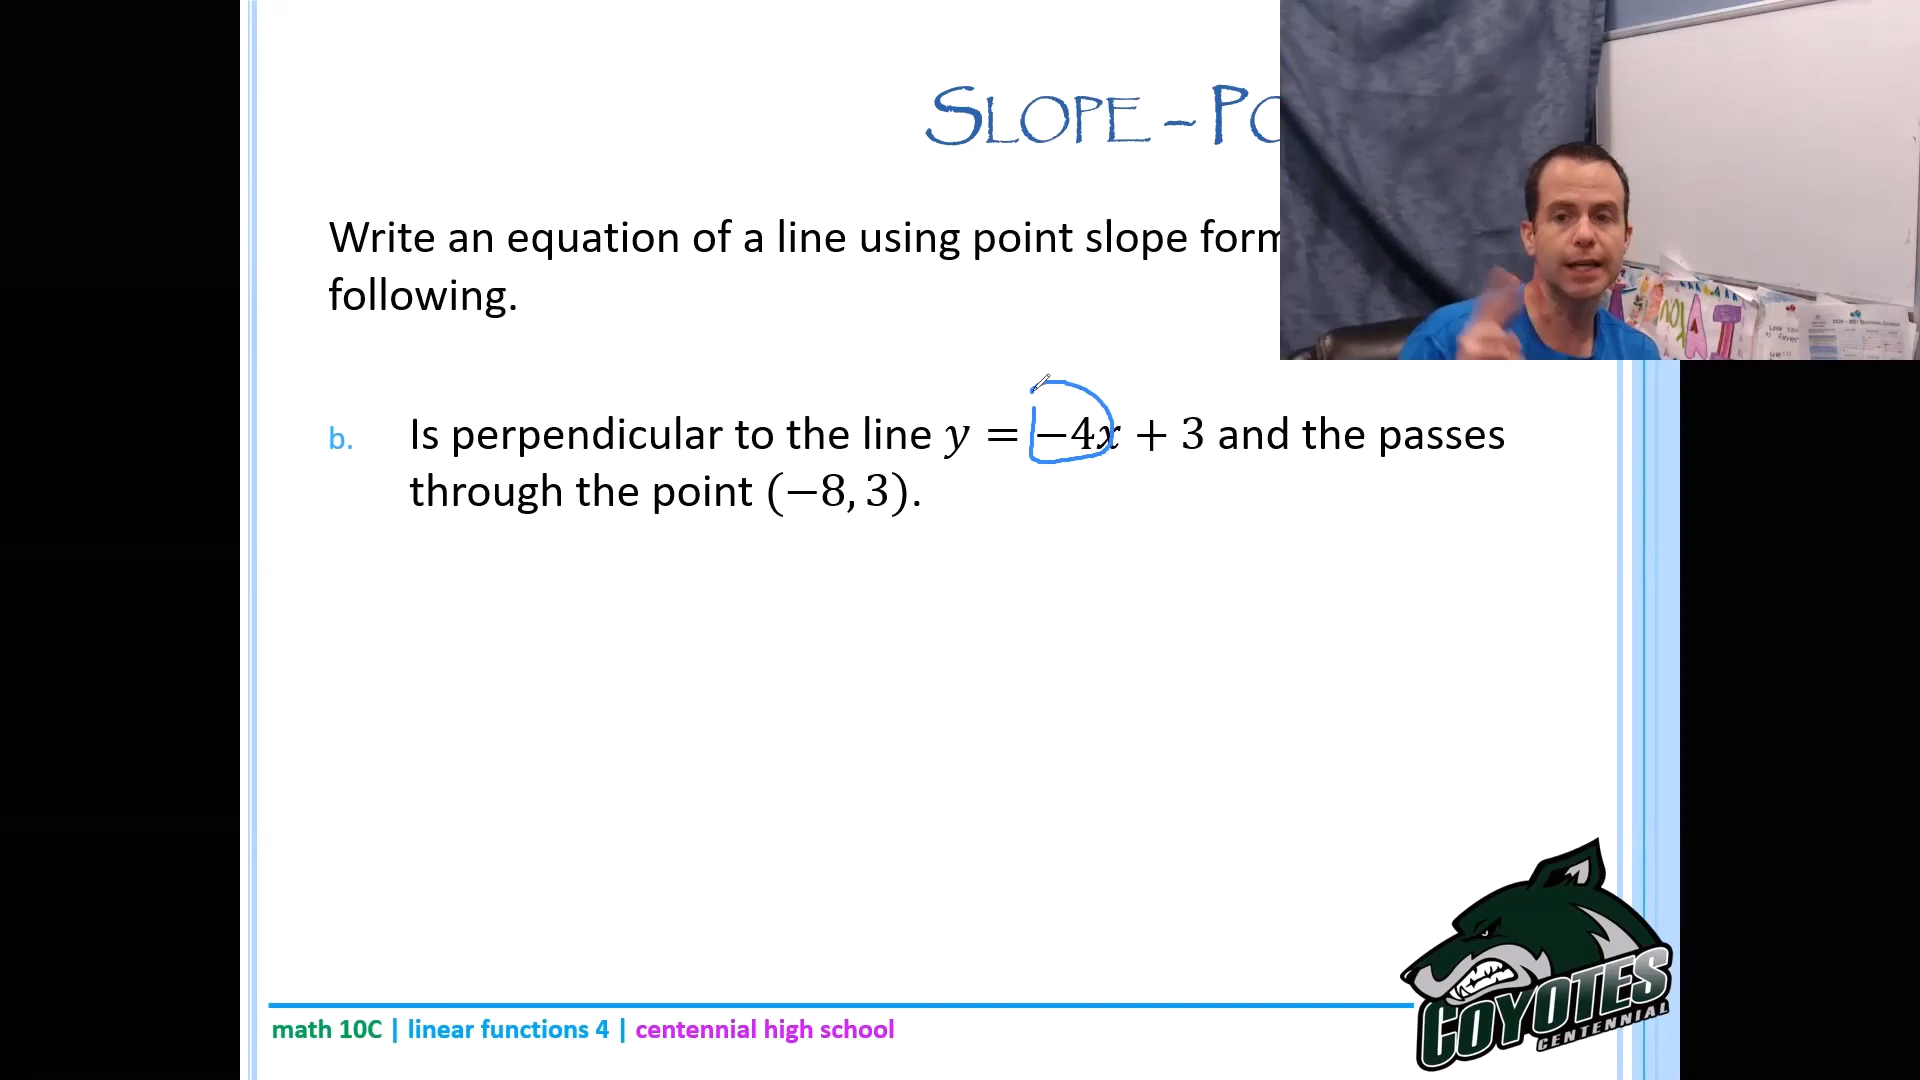 SLOPE – PO
Write an equation of a line using point slope form
following.
b. Is perpendicular to the line y = −4x + 3 and the passes
through the point (−8, 3).
math 10C | linear functions 4 | centennial high school
COYOTES
CENTENNIAL